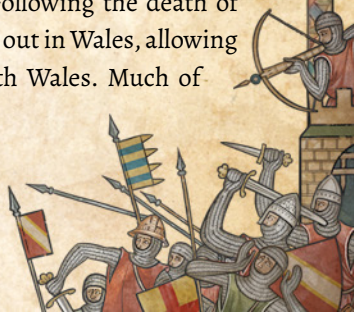 Following the death of
out in Wales, allowing
th Wales. Much of